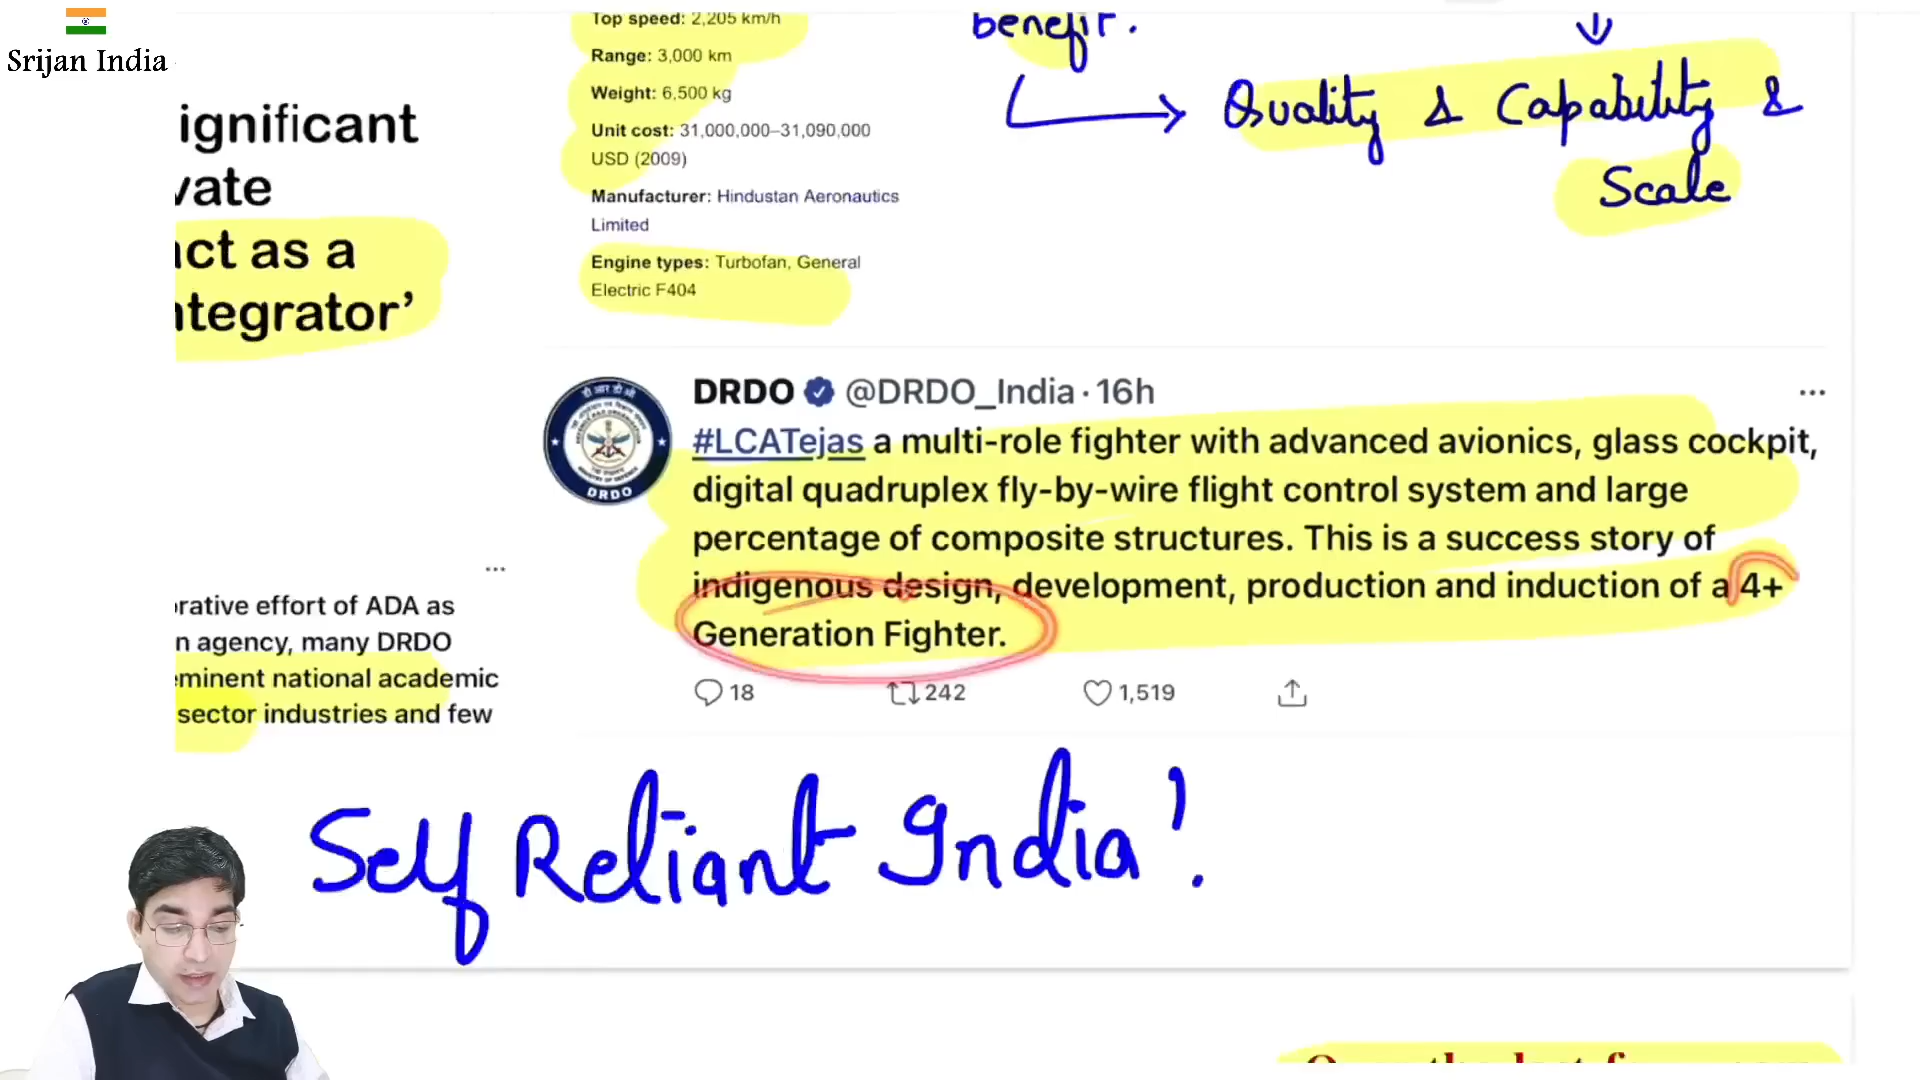 Srijan India
ignificant
vate
act as a
ntegrator’
Top speed: 2,205 km/h
Range: 3,000 km
Weight: 6,500 kg
Unit cost: 31,000,000–31,090,000
USD (2009)
Manufacturer: Hindustan Aeronautics
Limited
Engine types: Turbofan, General
Electric F404
benefit.
Quality & Capability &
Scale
DRDO @DRDO_India · 16h
#LCATejas a multi-role fighter with advanced avionics, glass cockpit,
digital quadruplex fly-by-wire flight control system and large
percentage of composite structures. This is a success story of
indigenous design, development, production and induction of a 4+
Generation Fighter.
18 242 1,519
DRDO
rative effort of ADA as
n agency, many DRDO
eminent national academic
sector industries and few
Self Reliant India!